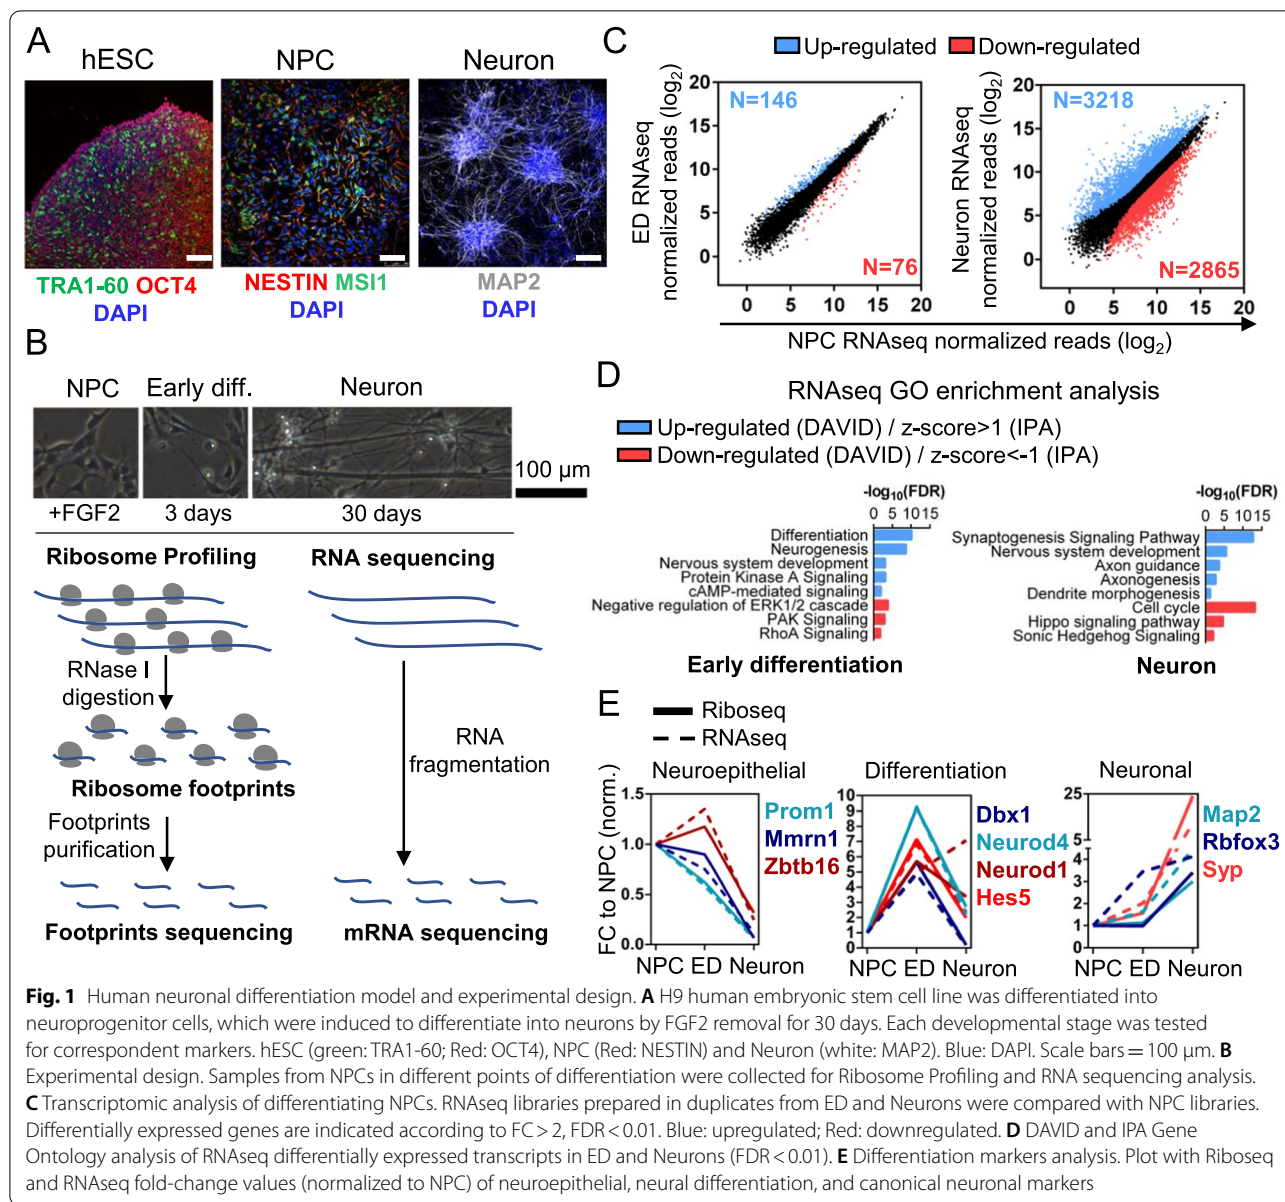 A
hESC
NPC
Neuron
TRA1-60 OCT4
DAPI
NESTIN MSI1
DAPI
MAP2
DAPI
B
NPC
Early diff.
Neuron
100 µm
+FGF2
3 days
30 days
Ribosome Profiling
RNA sequencing
RNase I
digestion
Ribosome footprints
RNA
fragmentation
Footprints
purification
Footprints sequencing
mRNA sequencing
C
Up-regulated
Down-regulated
ED RNAseq
normalized reads (log2)
20
15
10
5
0
N=146
N=76
0 5 10 15 20
Neuron RNAseq
normalized reads (log2)
20
15
10
5
0
N=3218
N=2865
0 5 10 15 20
NPC RNAseq normalized reads (log2)
D
RNAseq GO enrichment analysis
Up-regulated (DAVID) / z-score>1 (IPA)
Down-regulated (DAVID) / z-score<-1 (IPA)
-log10(FDR)
0 5 10 15
Differentiation
Neurogenesis
Nervous system development
Protein Kinase A Signaling
cAMP-mediated signaling
Negative regulation of ERK1/2 cascade
PAK Signaling
RhoA Signaling
Early differentiation
-log10(FDR)
0 5 10 15
Synaptogenesis Signaling Pathway
Nervous system development
Axon guidance
Axonogenesis
Dendrite morphogenesis
Cell cycle
Hippo signaling pathway
Sonic Hedgehog Signaling
Neuron
E
Riboseq
RNAseq
FC to NPC (norm.)
Neuroepithelial
1.5
1.0
0.5
0.0
NPC ED Neuron
Prom1
Mmrn1
Zbtb16
Differentiation
10
9
8
7
6
5
4
3
2
1
0
NPC ED Neuron
Dbx1
Neurod4
Neurod1
Hes5
Neuronal
25
5
4
3
2
1
0
NPC ED Neuron
Map2
Rbfox3
Syp
Fig. 1 Human neuronal differentiation model and experimental design. A H9 human embryonic stem cell line was differentiated into
neuroprogenitor cells, which were induced to differentiate into neurons by FGF2 removal for 30 days. Each developmental stage was tested
for correspondent markers. hESC (green: TRA1-60; Red: OCT4), NPC (Red: NESTIN) and Neuron (white: MAP2). Blue: DAPI. Scale bars = 100 µm. B
Experimental design. Samples from NPCs in different points of differentiation were collected for Ribosome Profiling and RNA sequencing analysis.
C Transcriptomic analysis of differentiating NPCs. RNAseq libraries prepared in duplicates from ED and Neurons were compared with NPC libraries.
Differentially expressed genes are indicated according to FC > 2, FDR < 0.01. Blue: upregulated; Red: downregulated. D DAVID and IPA Gene
Ontology analysis of RNAseq differentially expressed transcripts in ED and Neurons (FDR < 0.01). E Differentiation markers analysis. Plot with Riboseq
and RNAseq fold-change values (normalized to NPC) of neuroepithelial, neural differentiation, and canonical neuronal markers